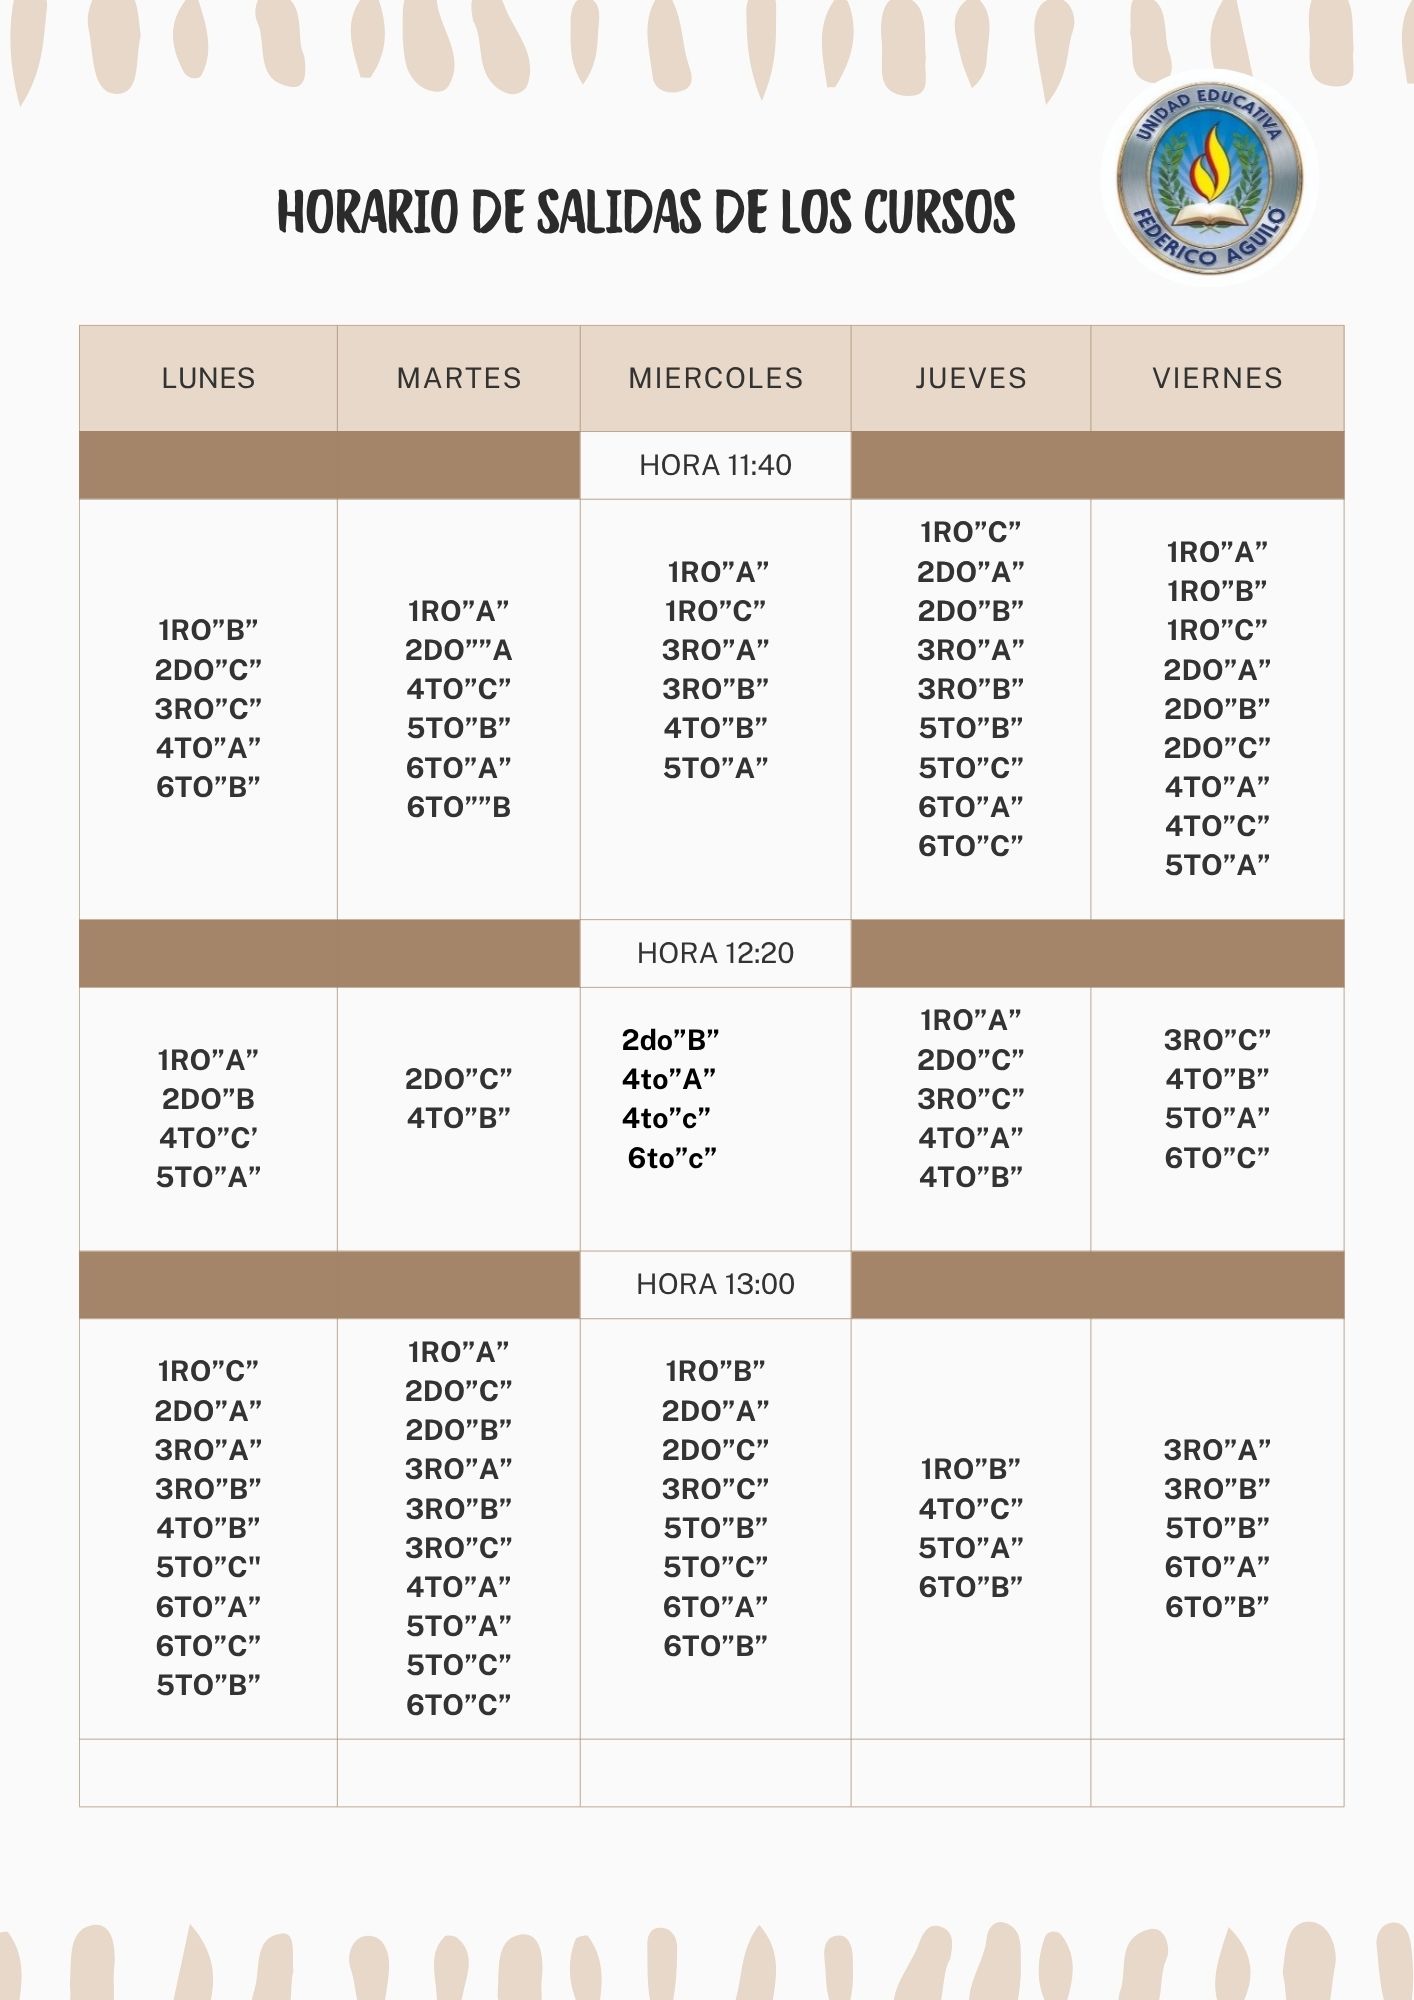 UNIDAD EDUCATIVA
FEDERICO AGUILÓ
HORARIO DE SALIDAS DE LOS CURSOS
LUNES MARTES MIERCOLES JUEVES VIERNES
HORA 11:40
1RO”B”
2DO”C”
3RO”C”
4TO”A”
6TO”B”
1RO”A”
2DO””A
4TO”C”
5TO”B”
6TO”A”
6TO””B
1RO”A”
1RO”C”
3RO”A”
3RO”B”
4TO”B”
5TO”A”
1RO”C”
2DO”A”
2DO”B”
3RO”A”
3RO”B”
5TO”B”
5TO”C”
6TO”A”
6TO”C”
1RO”A”
1RO”B”
1RO”C”
2DO”A”
2DO”B”
2DO”C”
4TO”A”
4TO”C”
5TO”A”
HORA 12:20
1RO”A”
2DO”B
4TO”C’
5TO”A”
2DO”C”
4TO”B”
2do”B”
4to”A”
4to”c”
6to”c”
1RO”A”
2DO”C”
3RO”C”
4TO”A”
4TO”B”
3RO”C”
4TO”B”
5TO”A”
6TO”C”
HORA 13:00
1RO”C”
2DO”A”
3RO”A”
3RO”B”
4TO”B”
5TO”C"
6TO”A”
6TO”C”
5TO”B”
1RO”A”
2DO”C”
2DO”B”
3RO”A”
3RO”B”
3RO”C”
4TO”A”
5TO”A”
5TO”C”
6TO”C”
1RO”B”
2DO”A”
2DO”C”
3RO”C”
5TO”B”
5TO”C”
6TO”A”
6TO”B”
1RO”B”
4TO”C”
5TO”A”
6TO”B”
3RO”A”
3RO”B”
5TO”B”
6TO”A”
6TO”B”